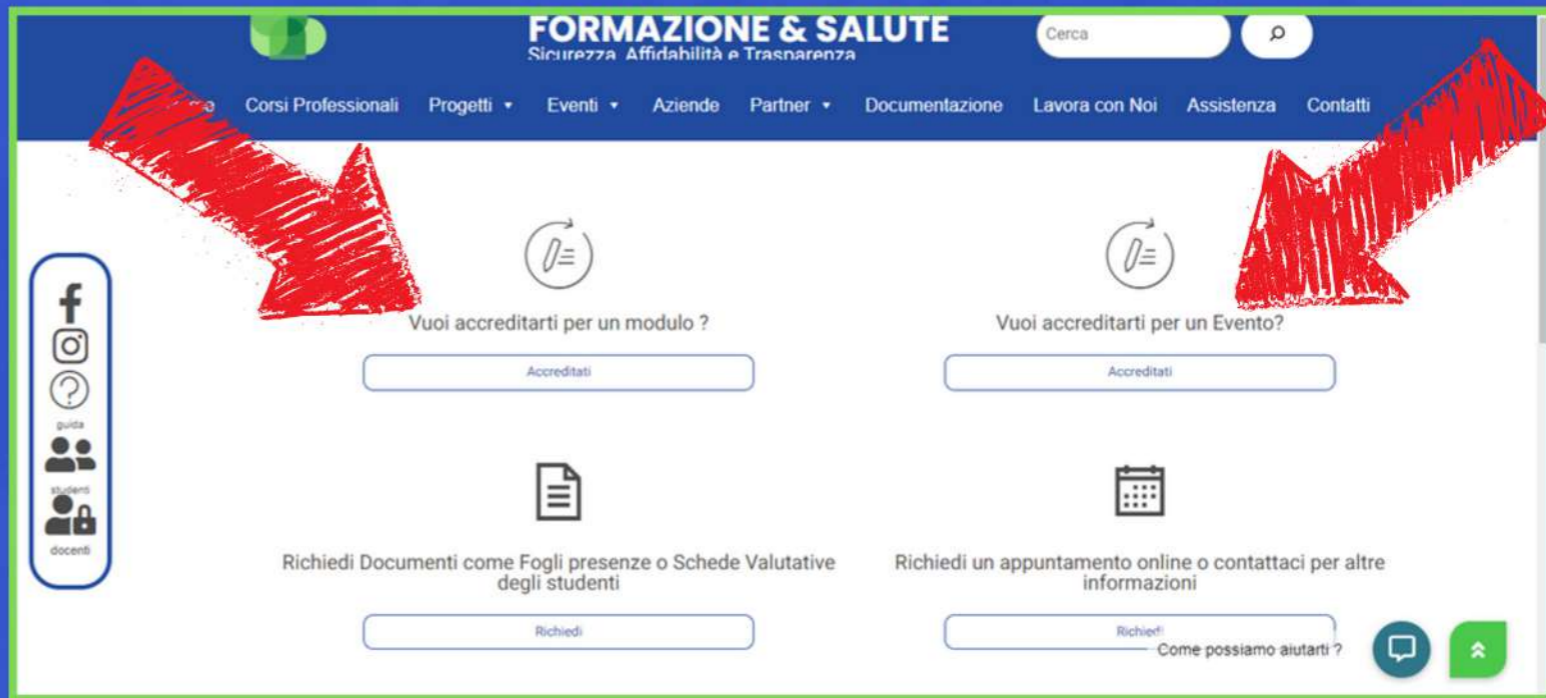 FORMAZIONE & SALUTE
Sicurezza Affidabilità e Trasparenza
Cerca
Corsi Professionali Progetti Eventi Aziende Partner Documentazione Lavora con Noi Assistenza Contatti
Vuoi accreditarti per un modulo ?
Accreditati
Vuoi accreditarti per un Evento?
Accreditati
guida
studenti
docenti
Richiedi Documenti come Fogli presenze o Schede Valutative
degli studenti
Richiedi
Richiedi un appuntamento online o contattaci per altre
informazioni
Richiedi
Come possiamo aiutarti ?